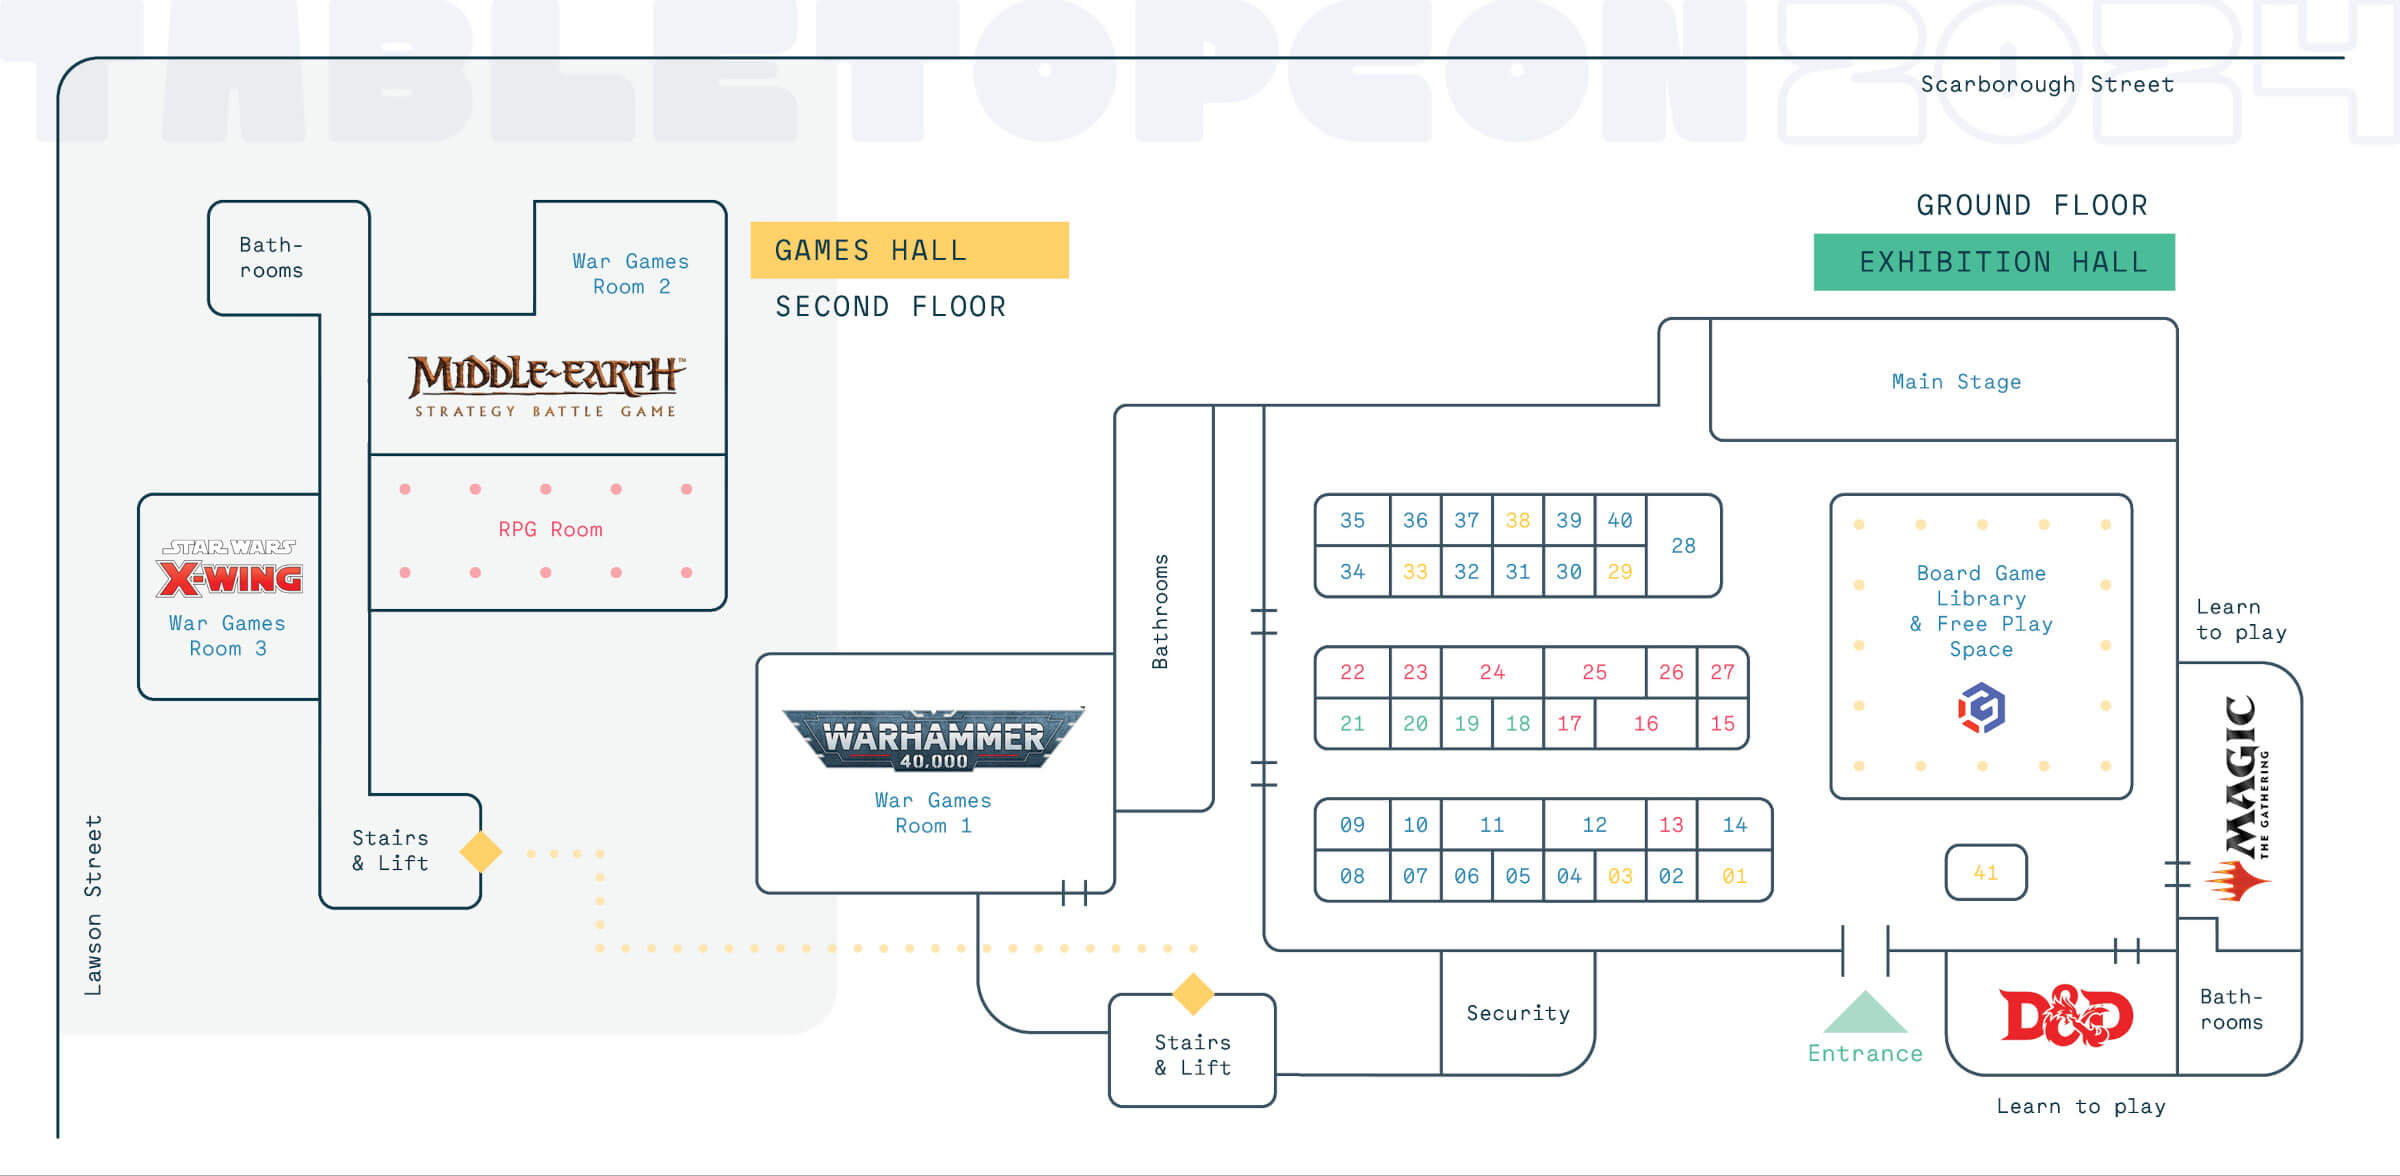 TABLETOPCON 2024
Scarborough Street
Lawson Street
GAMES HALL
SECOND FLOOR
Bath-
rooms
War Games
Room 2
MIDDLE-EARTH™
STRATEGY BATTLE GAME
RPG Room
STAR WARS
X-WING
War Games
Room 3
Stairs
& Lift
GROUND FLOOR
EXHIBITION HALL
Main Stage
Bathrooms
WARHAMMER
40,000
War Games
Room 1
35 36 37 38 39 40 28
34 33 32 31 30 29
22 23 24 25 26 27
21 20 19 18 17 16 15
09 10 11 12 13 14
08 07 06 05 04 03 02 01
Board Game
Library
& Free Play
Space
G
41
Learn
to play
MAGIC
THE GATHERING
Stairs
& Lift
Security
Entrance
D&D
Learn to play
Bath-
rooms